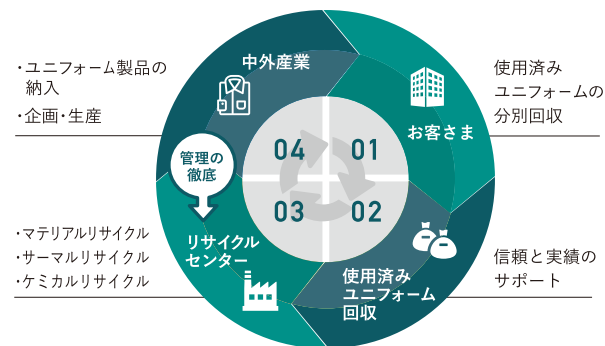 中外産業
・ユニフォーム製品の
納入
・企画・生産
使用済み
ユニフォームの
分別回収
お客さま
04
01
管理の
徹底
03
02
・マテリアルリサイクル
・サーマルリサイクル
・ケミカルリサイクル
リサイクル
センター
使用済み
ユニフォーム
回収
信頼と実績の
サポート